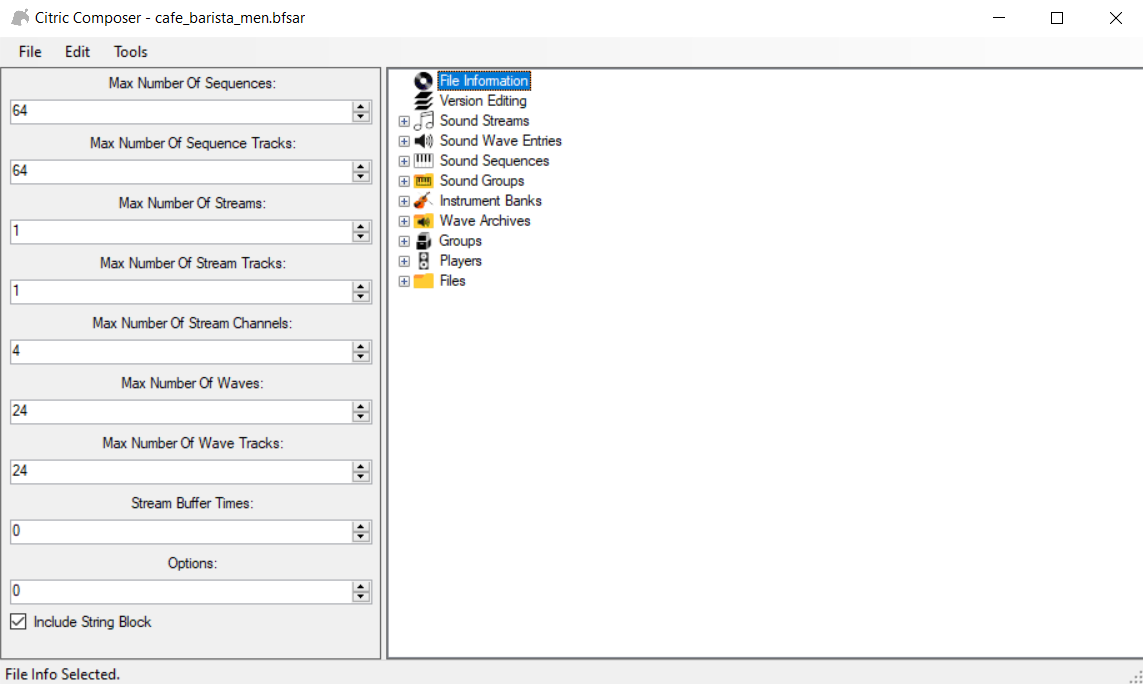 Citric Composer - cafe_barista_men.bfsar
File Edit Tools
Max Number Of Sequences:
64
Max Number Of Sequence Tracks:
64
Max Number Of Streams:
1
Max Number Of Stream Tracks:
1
Max Number Of Stream Channels:
4
Max Number Of Waves:
24
Max Number Of Wave Tracks:
24
Stream Buffer Times:
0
Options:
0
Include String Block
File Information
Version Editing
Sound Streams
Sound Wave Entries
Sound Sequences
Sound Groups
Instrument Banks
Wave Archives
Groups
Players
Files
File Info Selected.